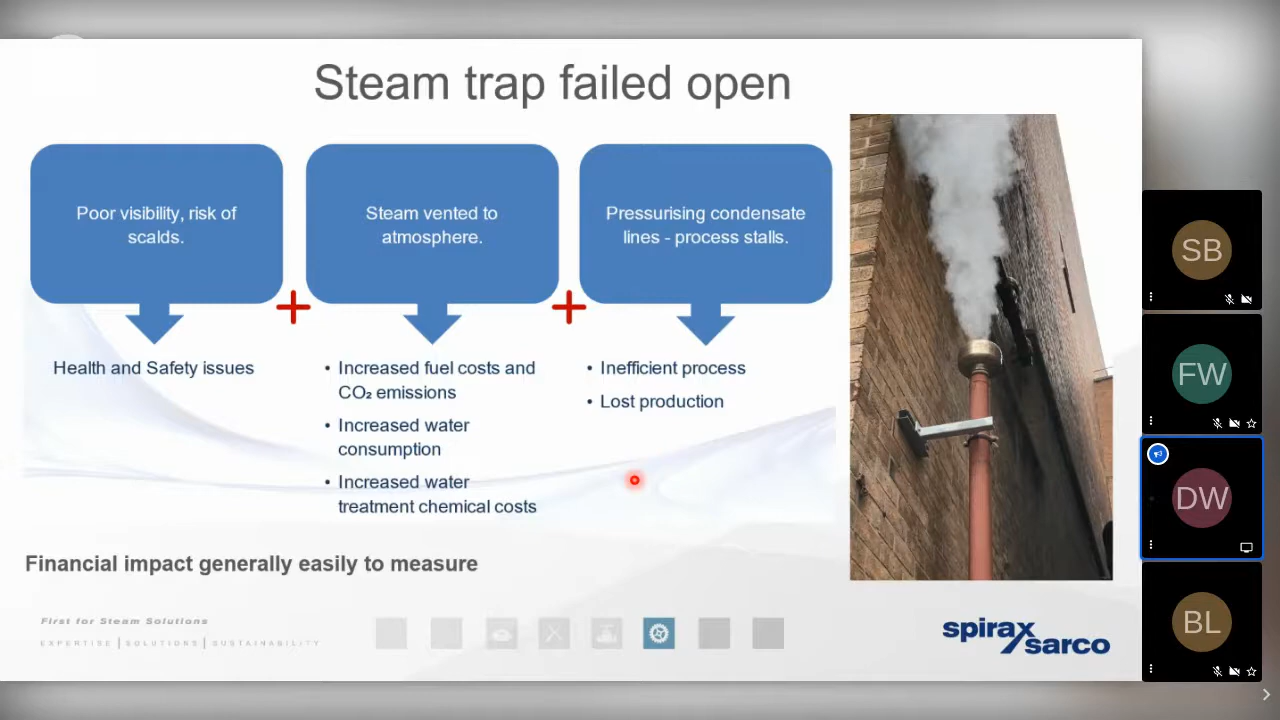 Steam trap failed open
Poor visibility, risk of
scalds.
Steam vented to
atmosphere.
Pressurising condensate
lines - process stalls.
Health and Safety issues
• Increased fuel costs and
CO₂ emissions
• Increased water
consumption
• Increased water
treatment chemical costs
• Inefficient process
• Lost production
Financial impact generally easily to measure
First for Steam Solutions
EXPERTISE | SOLUTIONS | SUSTAINABILITY
spirax
sarco
SB
FW
DW
BL